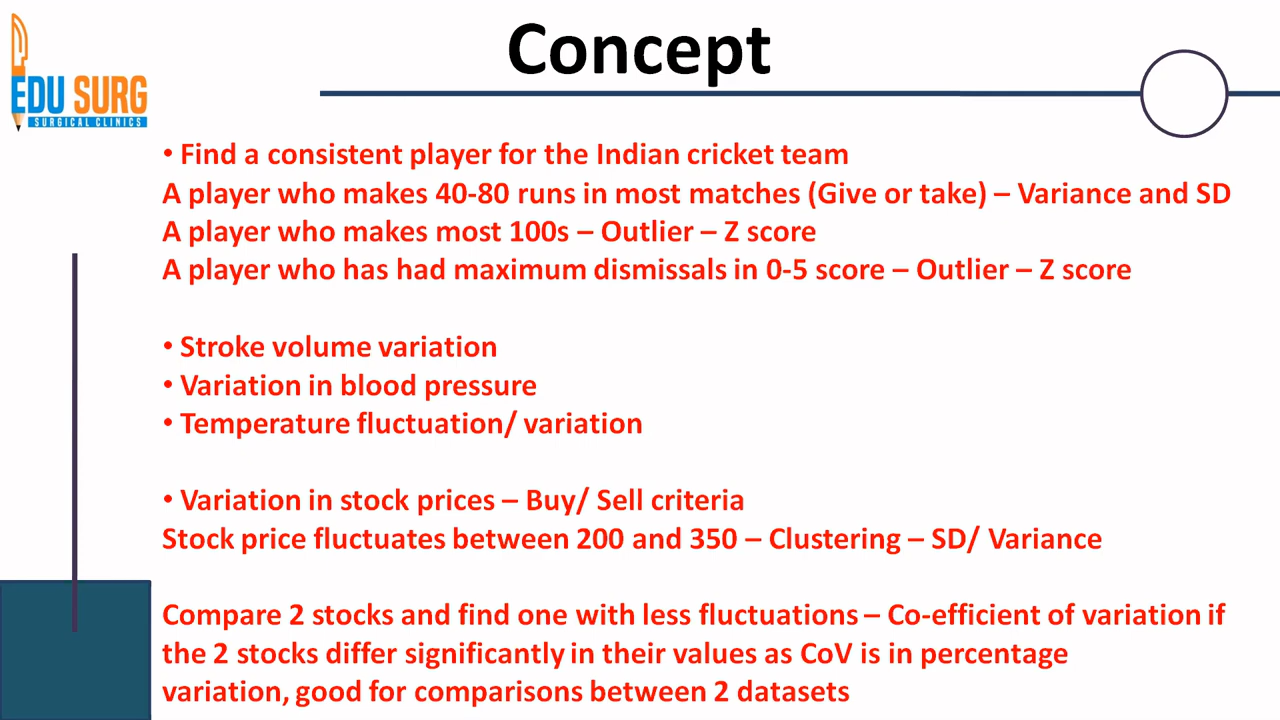 Concept
EDU SURG
SURGICAL CLINICS
• Find a consistent player for the Indian cricket team
A player who makes 40-80 runs in most matches (Give or take) – Variance and SD
A player who makes most 100s – Outlier – Z score
A player who has had maximum dismissals in 0-5 score – Outlier – Z score
• Stroke volume variation
• Variation in blood pressure
• Temperature fluctuation/ variation
• Variation in stock prices – Buy/ Sell criteria
Stock price fluctuates between 200 and 350 – Clustering – SD/ Variance
Compare 2 stocks and find one with less fluctuations – Co-efficient of variation if
the 2 stocks differ significantly in their values as CoV is in percentage
variation, good for comparisons between 2 datasets